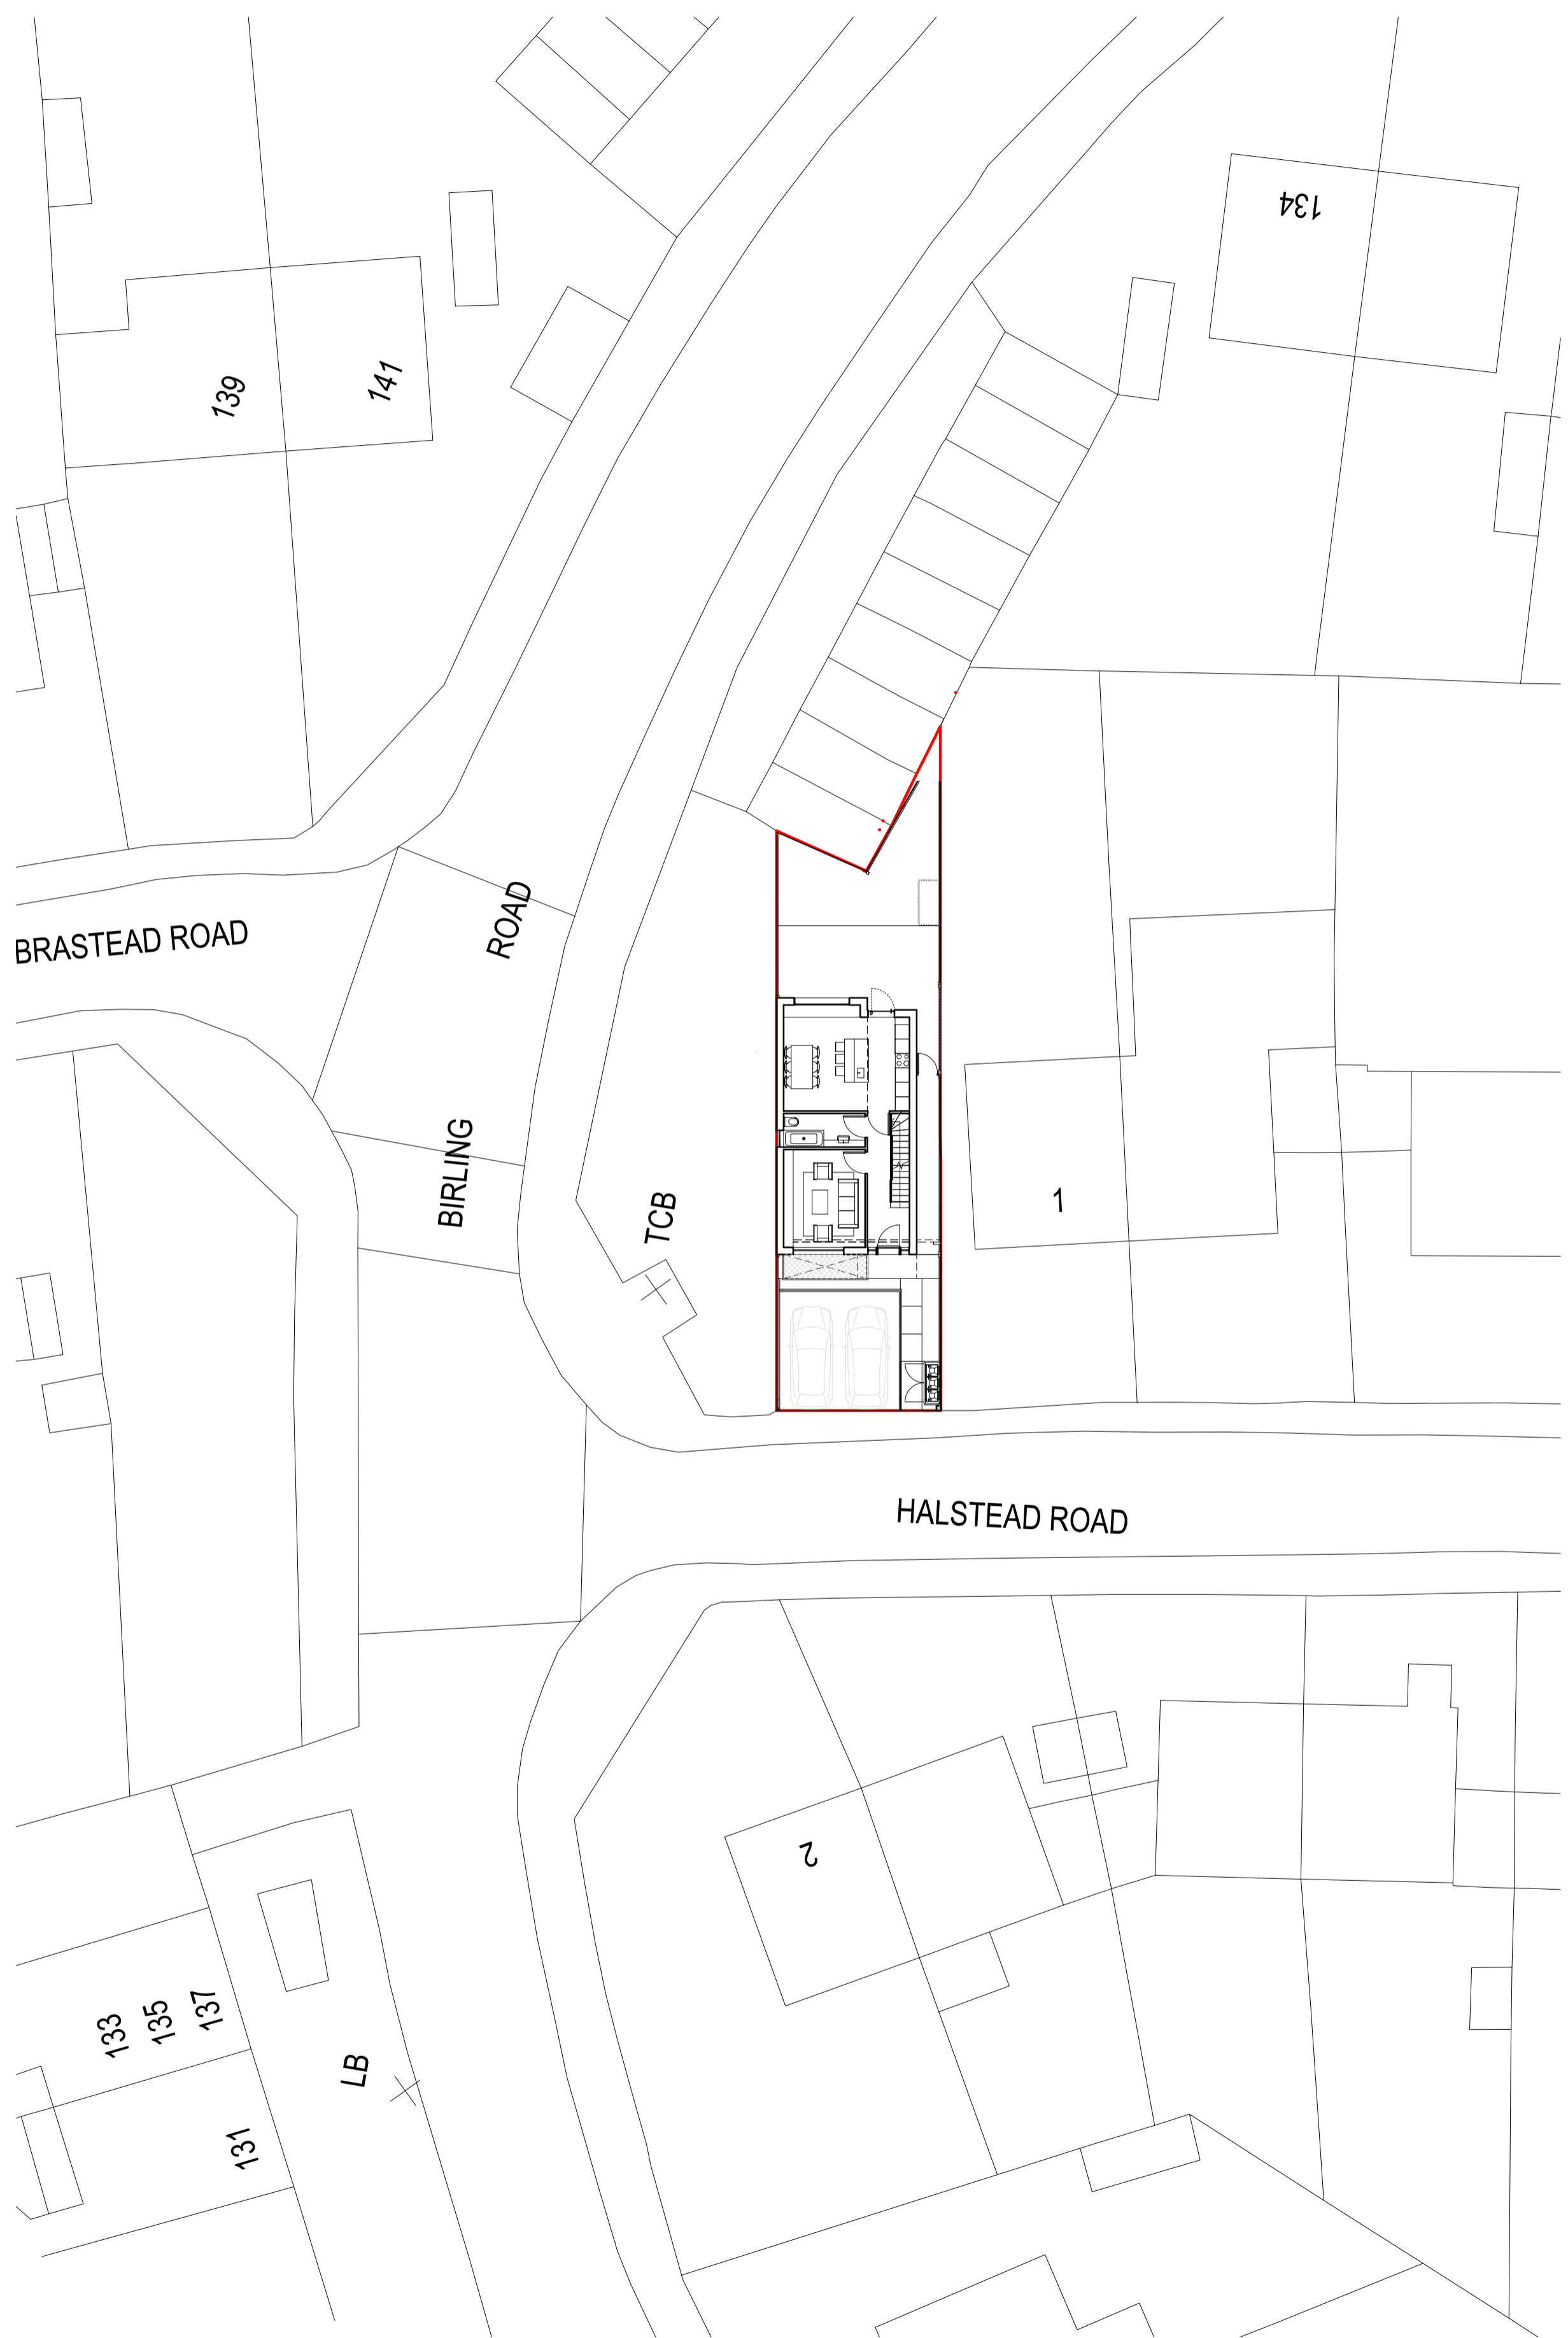 134
139
141
BRASTEAD ROAD
ROAD
BIRLING
TCB
1
HALSTEAD ROAD
2
133
135
137
LB
131